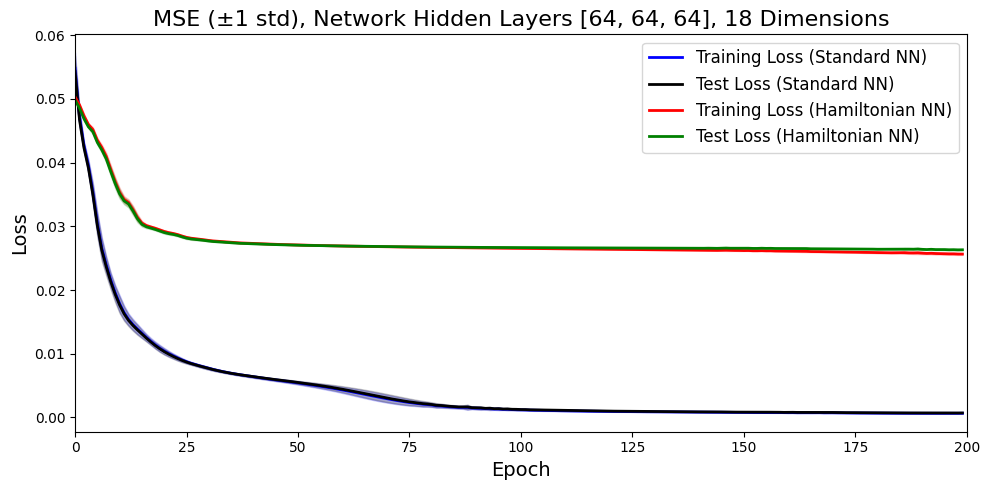 MSE (±1 std), Network Hidden Layers [64, 64, 64], 18 Dimensions
0.06
0.05
0.04
0.03
0.02
0.01
0.00
Loss
Training Loss (Standard NN)
Test Loss (Standard NN)
Training Loss (Hamiltonian NN)
Test Loss (Hamiltonian NN)
0 25 50 75 100 125 150 175 200
Epoch